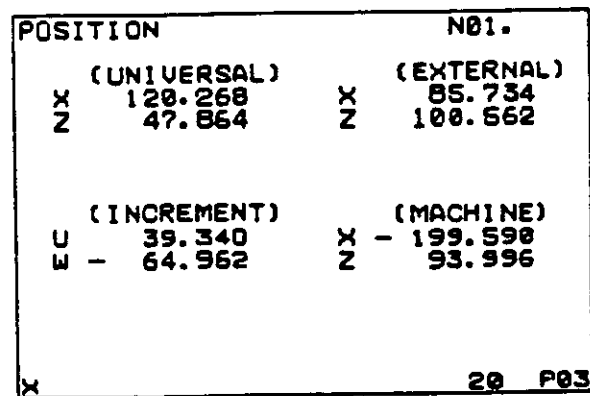 POSITION N01.
(UNIVERSAL) (EXTERNAL)
X 120.268 X 85.734
Z 47.864 Z 100.562
(INCREMENT) (MACHINE)
U 39.340 X - 199.590
W - 64.962 Z 93.996
X 20 P03